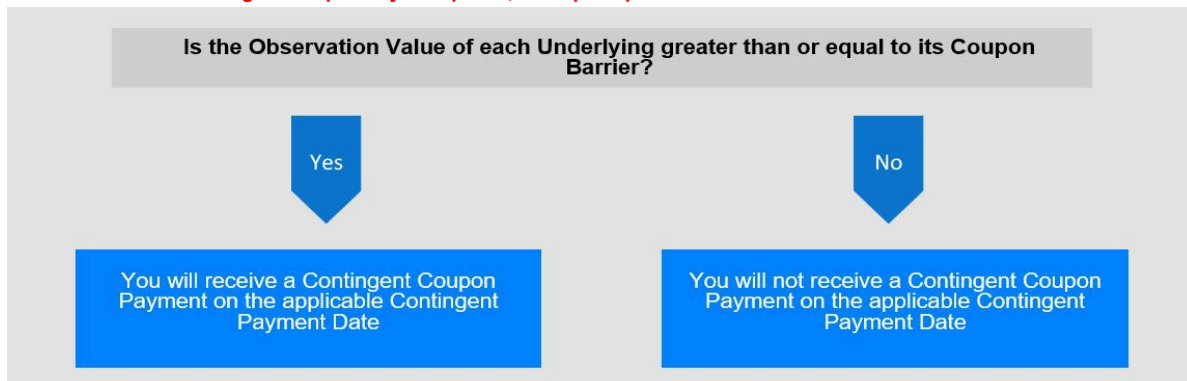 Is the Observation Value of each Underlying greater than or equal to its Coupon
Barrier?
Yes
No
You will receive a Contingent Coupon
Payment on the applicable Contingent
Payment Date
You will not receive a Contingent Coupon
Payment on the applicable Contingent
Payment Date